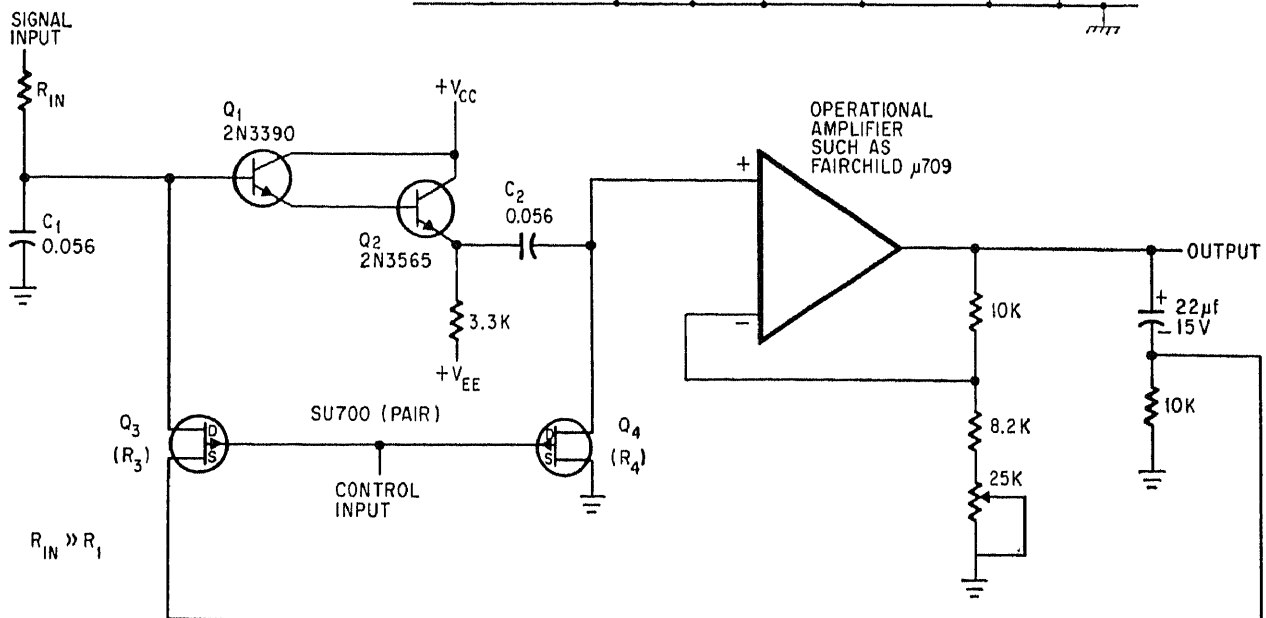 SIGNAL
INPUT
R_IN
Q1
2N3390
+VCC
C1
0.056
Q2
2N3565
C2
0.056
3.3K
+VEE
OPERATIONAL
AMPLIFIER
SUCH AS
FAIRCHILD µ709
+
−
10K
OUTPUT
+
22µf
− 15V
8.2K
10K
25K
Q3
(R3)
D
S
SU700 (PAIR)
CONTROL
INPUT
D
S
Q4
(R4)
R_IN >> R1